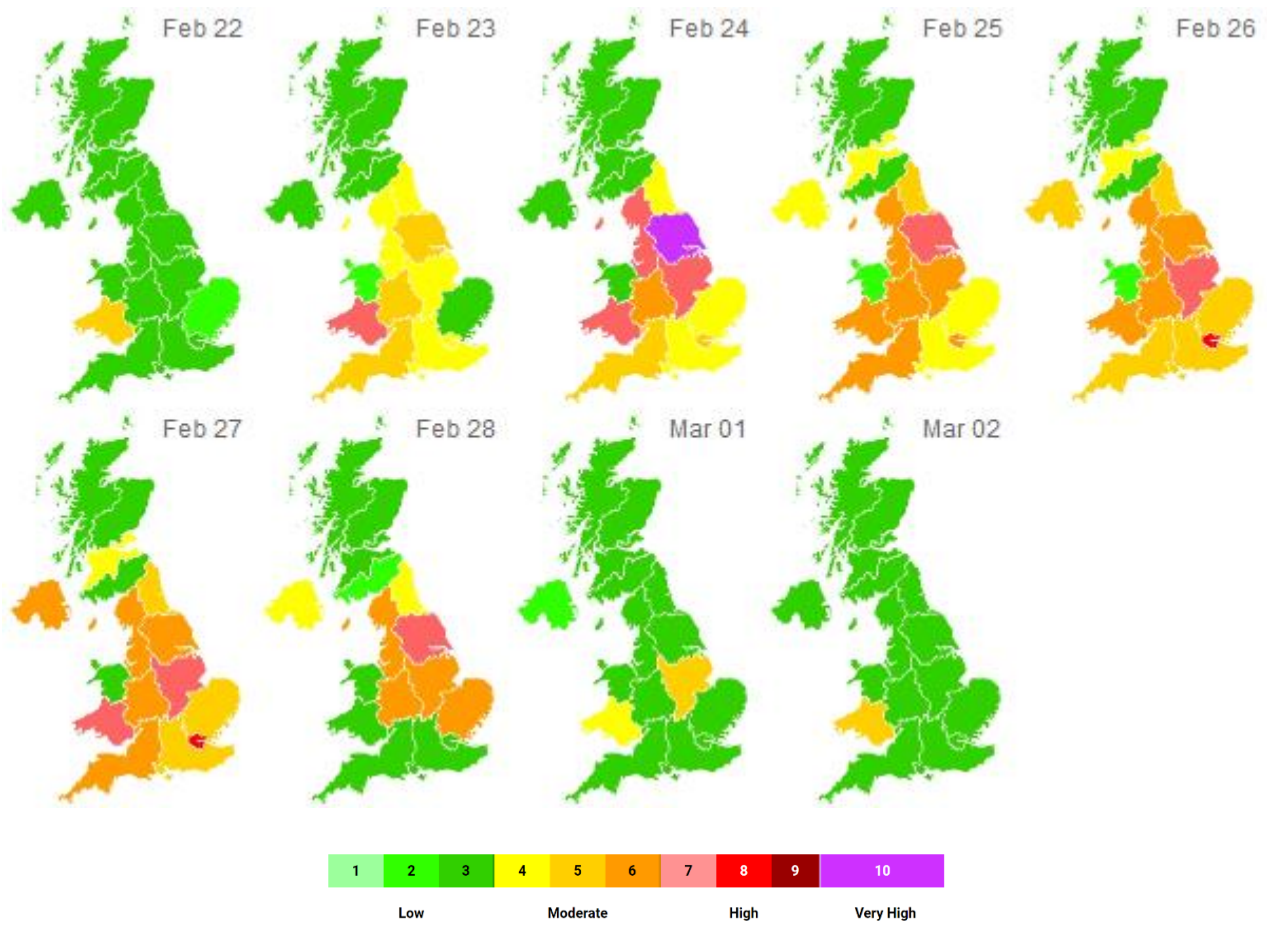 Feb 22
Feb 23
Feb 24
Feb 25
Feb 26
Feb 27
Feb 28
Mar 01
Mar 02
1 2 3 4 5 6 7 8 9 10
Low Moderate High Very High